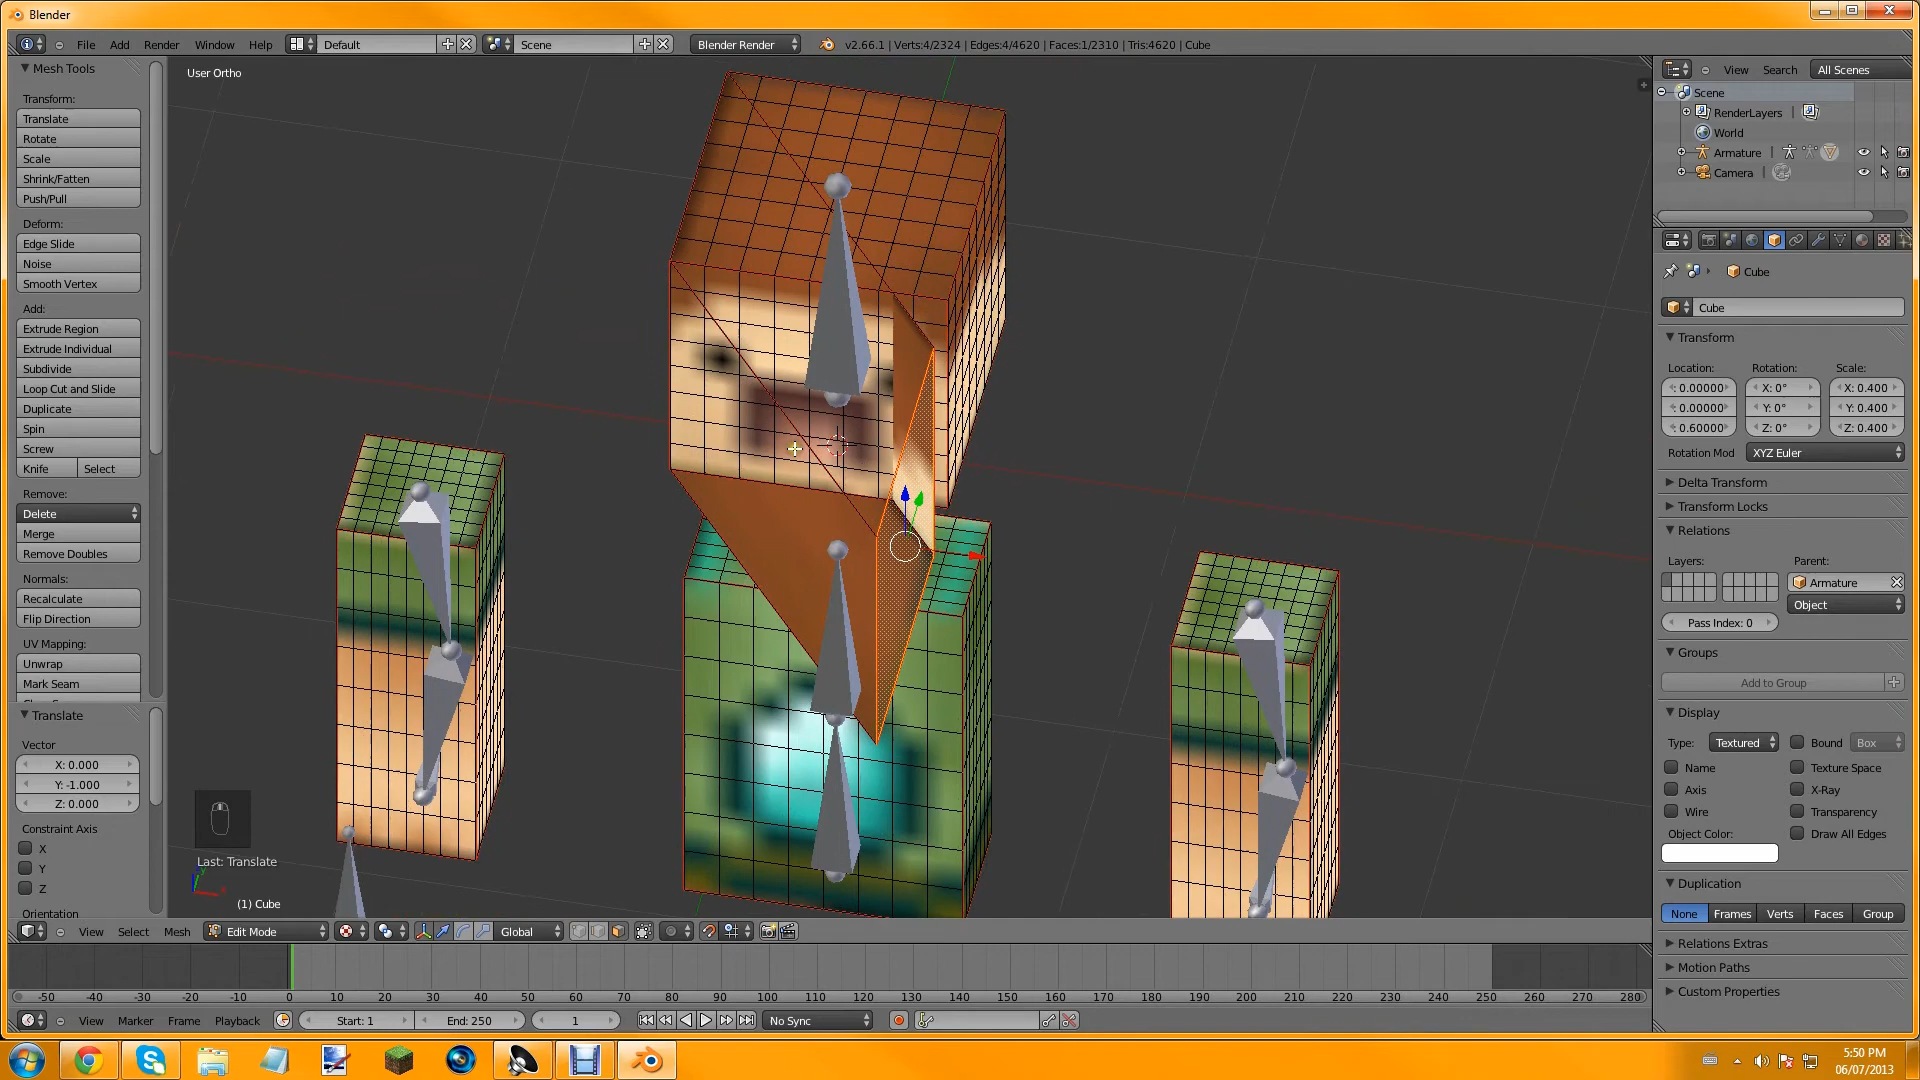 Blender
File Add Render Window Help Default Scene Blender Render v2.66.1 | Verts:4/2324 | Edges:4/4620 | Faces:1/2310 | Tris:4620 | Cube
Mesh Tools
Transform:
Translate
Rotate
Scale
Shrink/Fatten
Push/Pull
Deform:
Edge Slide
Noise
Smooth Vertex
Add:
Extrude Region
Extrude Individual
Subdivide
Loop Cut and Slide
Duplicate
Spin
Screw
Knife Select
Remove:
Delete
Merge
Remove Doubles
Normals:
Recalculate
Flip Direction
UV Mapping:
Unwrap
Mark Seam
Translate
Vector
X: 0.000
Y: -1.000
Z: 0.000
Constraint Axis
X
Y
Z
Orientation
User Ortho
Last: Translate
(1) Cube
View Select Mesh Edit Mode Global
-50 -40 -30 -20 -10 0 10 20 30 40 50 60 70 80 90 100 110 120 130 140 150 160 170 180 190 200 210 220 230 240 250 260 270 280
View Marker Frame Playback Start: 1 End: 250 1 No Sync
View Search All Scenes
Scene
RenderLayers
World
Armature
Camera
Cube
Cube
Transform
Location: Rotation: Scale:
: 0.00000 X: 0° X: 0.400
: 0.00000 Y: 0° Y: 0.400
: 0.60000 Z: 0° Z: 0.400
Rotation Mod XYZ Euler
Delta Transform
Transform Locks
Relations
Layers: Parent:
Armature
Object
Pass Index: 0
Groups
Add to Group
Display
Type: Textured Bound Box
Name Texture Space
Axis X-Ray
Wire Transparency
Object Color: Draw All Edges
Duplication
None Frames Verts Faces Group
Relations Extras
Motion Paths
Custom Properties
5:50 PM
06/07/2013